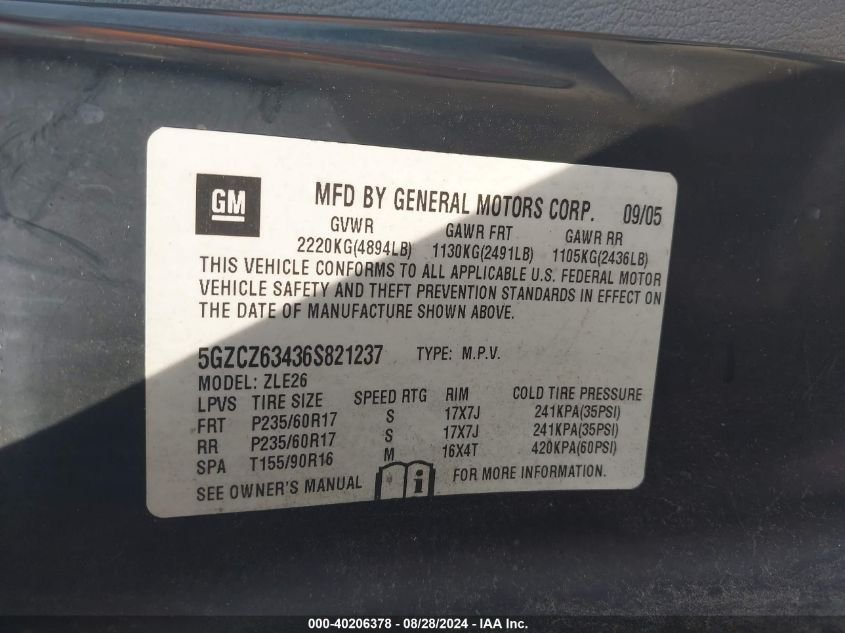 GM
MFD BY GENERAL MOTORS CORP. 09/05
GVWR GAWR FRT GAWR RR
2220KG(4894LB) 1130KG(2491LB) 1105KG(2436LB)
THIS VEHICLE CONFORMS TO ALL APPLICABLE U.S. FEDERAL MOTOR
VEHICLE SAFETY AND THEFT PREVENTION STANDARDS IN EFFECT ON
THE DATE OF MANUFACTURE SHOWN ABOVE.
5GZCZ63436S821237 TYPE: M.P.V.
MODEL: ZLE26
LPVS TIRE SIZE SPEED RTG RIM COLD TIRE PRESSURE
FRT P235/60R17 S 17X7J 241KPA(35PSI)
RR P235/60R17 S 17X7J 241KPA(35PSI)
SPA T155/90R16 M 16X4T 420KPA(60PSI)
SEE OWNER'S MANUAL i FOR MORE INFORMATION.
000-40206378 - 08/28/2024 - IAA Inc.